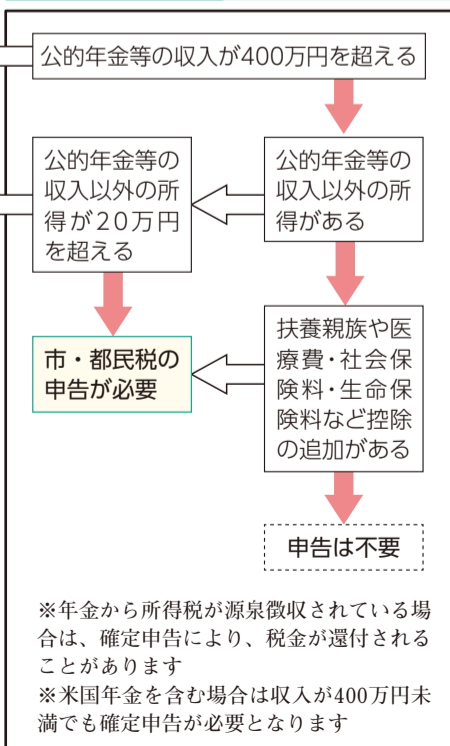 公的年金等の収入が400万円を超える
公的年金等の
収入以外の所
得が20万円
を超える
公的年金等の
収入以外の所
得がある
市・都民税の
申告が必要
扶養親族や医
療費・社会保
険料・生命保
険料など控除
の追加がある
申告は不要
※年金から所得税が源泉徴収されている場
合は、確定申告により、税金が還付される
ことがあります
※米国年金を含む場合は収入が400万円未
満でも確定申告が必要となります